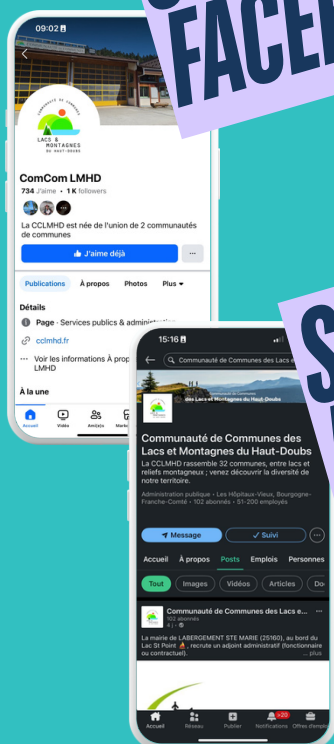 09:02
FACE
COMMUNAUTÉ DE COMMUNES
LACS &
MONTAGNES
DU HAUT-DOUBS
ComCom LMHD
734 J'aime • 1 K followers
La CCLMHD est née de l'union de 2 communautés
de communes
J'aime déjà
...
Publications À propos Photos Plus
Détails
Page · Services publics & admini
cclmhd.fr
Voir les informations À prop
LMHD
À la une
Accueil Vidéo Ami(e)s
S
15:16
Communauté de Communes des Lacs e
des Lacs et Montagnes du Haut-Doubs
Communauté de Communes des
Lacs et Montagnes du Haut-Doubs
La CCLMHD rassemble 32 communes, entre lacs et
reliefs montagneux ; venez découvrir la diversité de
notre territoire.
Administration publique • Les Hôpitaux-Vieux, Bourgogne-
Franche-Comté • 102 abonnés • 51-200 employés
Message ✓ Suivi ...
Accueil À propos Posts Emplois Personnes
Tout Images Vidéos Articles Do
Communauté de Communes des Lacs e... ...
102 abonnés
4 j •
La mairie de LABERGEMENT STE MARIE (25160), au bord du
Lac St Point, recrute un adjoint administratif (fonctionnaire
ou contractuel). ... plus
+20
Accueil Réseau Publier Notifications Offres d'emploi